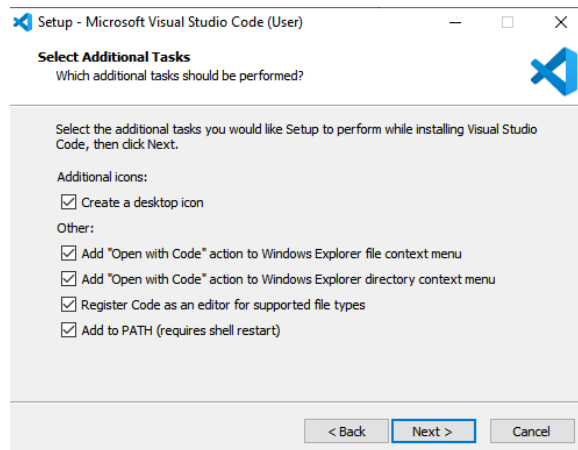 Setup - Microsoft Visual Studio Code (User)
Select Additional Tasks
Which additional tasks should be performed?
Select the additional tasks you would like Setup to perform while installing Visual Studio
Code, then click Next.
Additional icons:
Create a desktop icon
Other:
Add "Open with Code" action to Windows Explorer file context menu
Add "Open with Code" action to Windows Explorer directory context menu
Register Code as an editor for supported file types
Add to PATH (requires shell restart)
< Back Next > Cancel